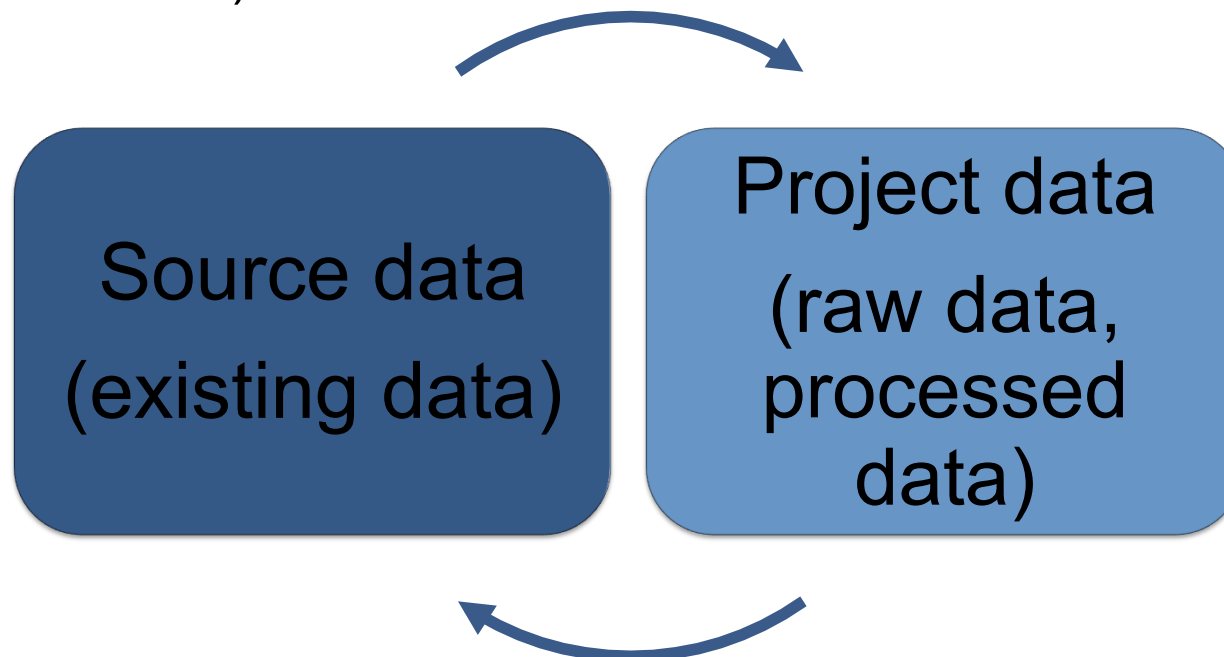 Source data
(existing data)
Project data
(raw data,
processed
data)